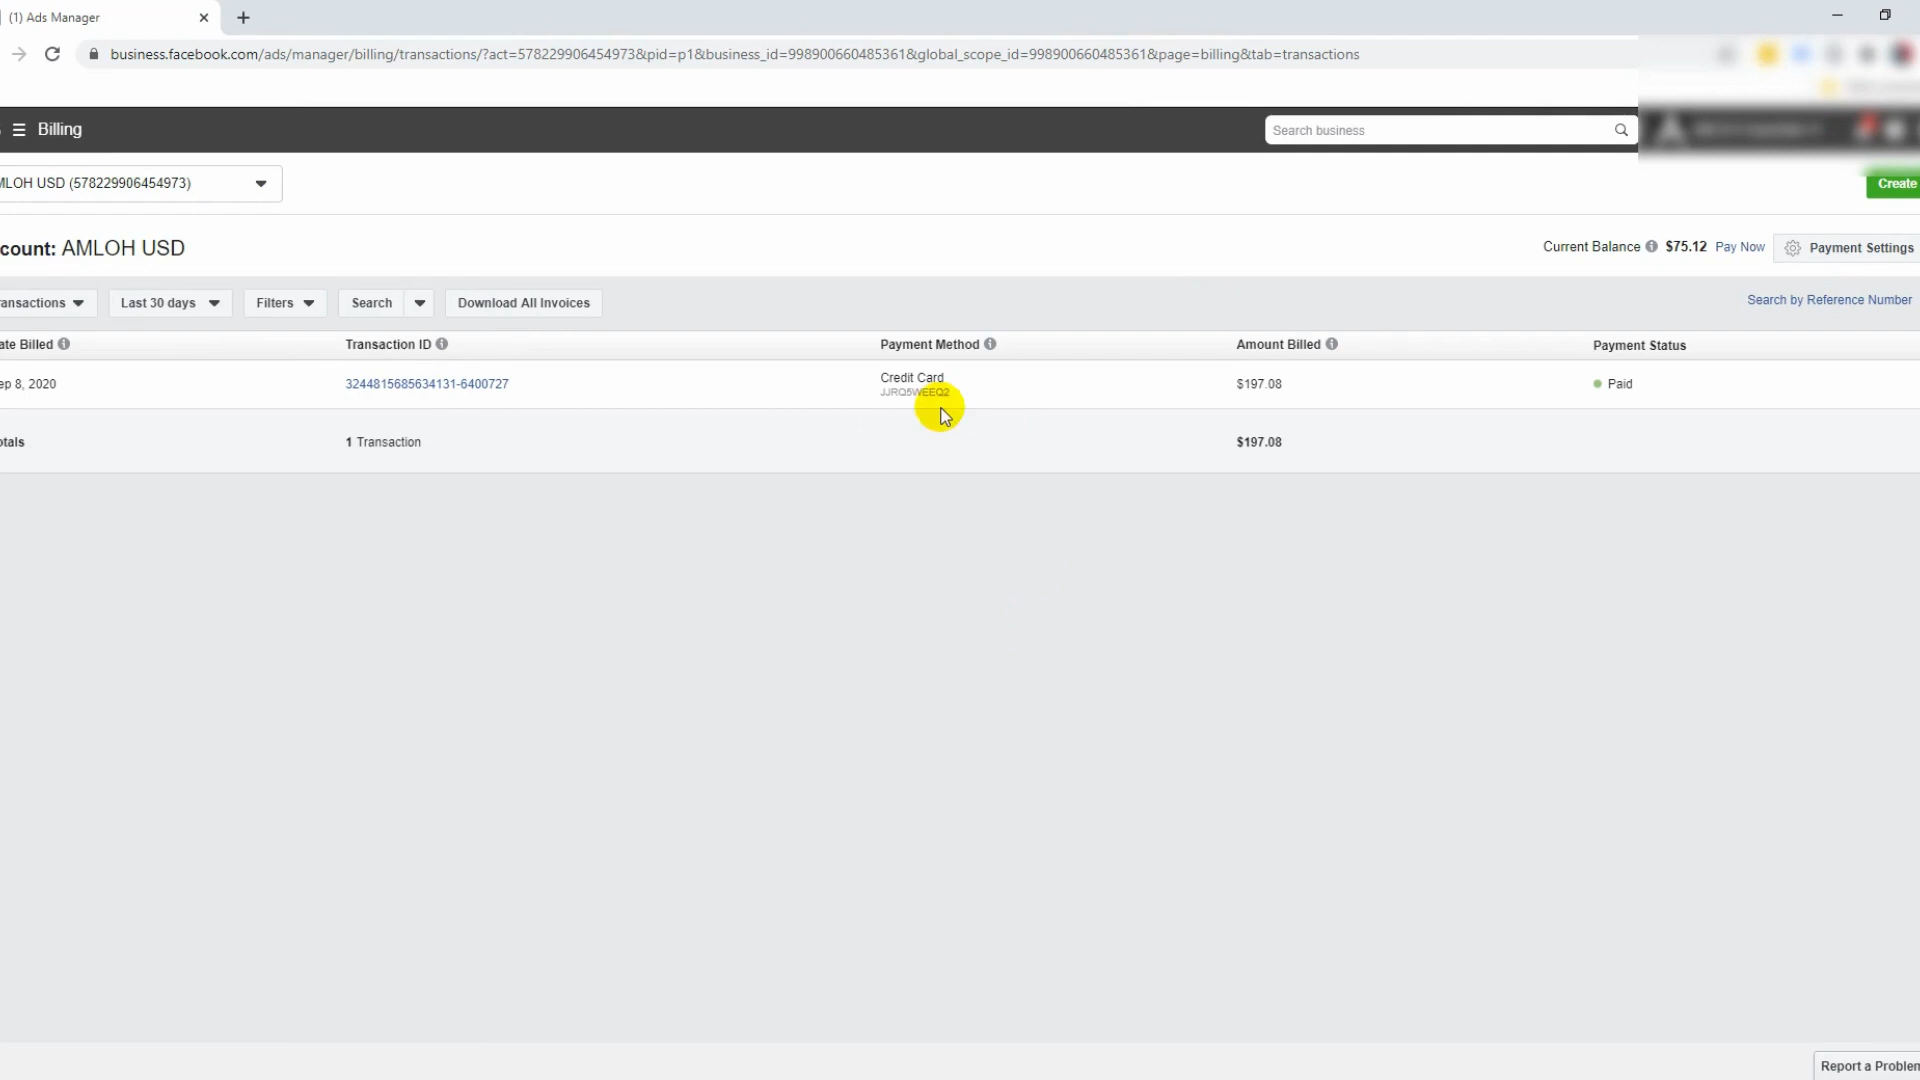 (1) Ads Manager
business.facebook.com/ads/manager/billing/transactions/?act=578229906454973&pid=p1&business_id=998900660485361&global_scope_id=998900660485361&page=billing&tab=transactions
Billing
Search business
MLOH USD (578229906454973)
Create
count: AMLOH USD
Current Balance $75.12 Pay Now Payment Settings
ansactions Last 30 days Filters Search Download All Invoices
Search by Reference Number
ate Billed Transaction ID Payment Method Amount Billed Payment Status
ep 8, 2020 3244815685634131-6400727 Credit Card $197.08 Paid
JJRQ5WEEQ2
otals 1 Transaction $197.08
Report a Problem